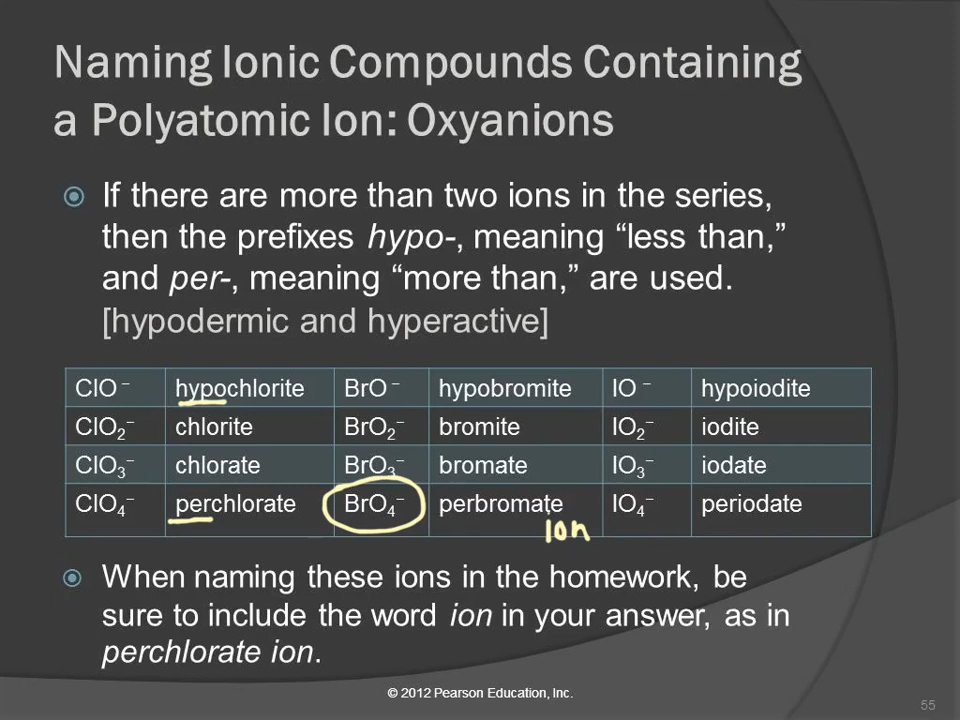 Naming Ionic Compounds Containing
a Polyatomic Ion: Oxyanions
If there are more than two ions in the series,
then the prefixes hypo-, meaning “less than,”
and per-, meaning “more than,” are used.
[hypodermic and hyperactive]
ClO – hypochlorite BrO – hypobromite IO – hypoiodite
ClO2– chlorite BrO2– bromite IO2– iodite
ClO3– chlorate BrO3– bromate IO3– iodate
ClO4– perchlorate BrO4– perbromate IO4– periodate
Ion
When naming these ions in the homework, be
sure to include the word ion in your answer, as in
perchlorate ion.
© 2012 Pearson Education, Inc.
55